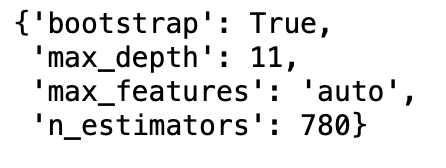 {'bootstrap': True,
 'max_depth': 11,
 'max_features': 'auto',
 'n_estimators': 780}